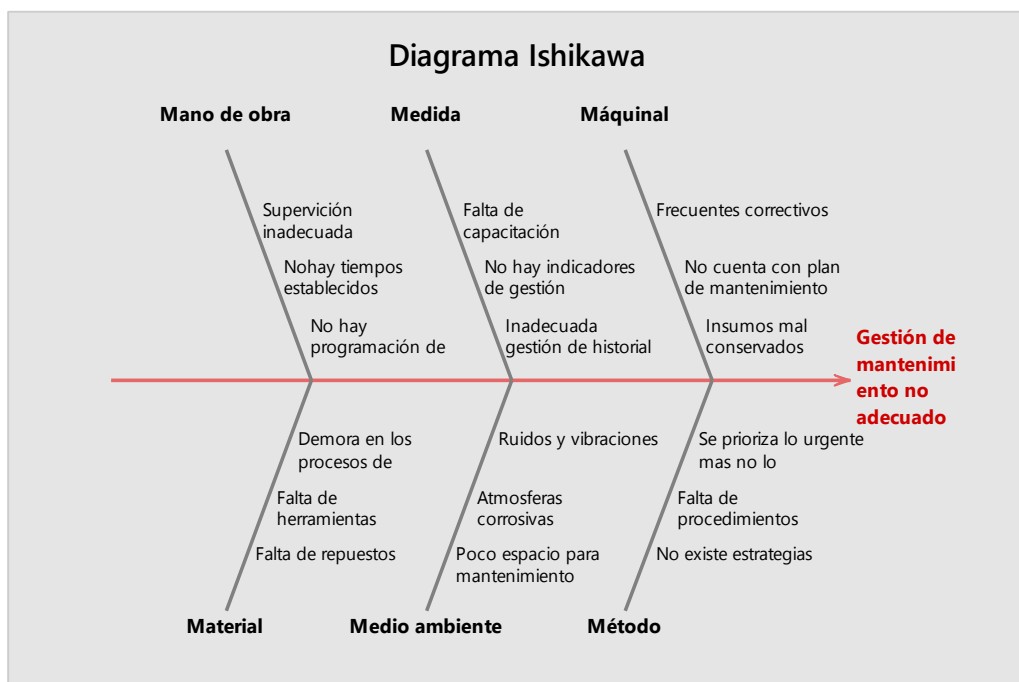 Diagrama Ishikawa
Mano de obra
Medida
Máquinal
Supervición
inadecuada
Nohay tiempos
establecidos
No hay
programación de
Falta de
capacitación
No hay indicadores
de gestión
Inadecuada
gestión de historial
Frecuentes correctivos
No cuenta con plan
de mantenimiento
Insumos mal
conservados
Gestión de
mantenimi
ento no
adecuado
Demora en los
procesos de
Falta de
herramientas
Falta de repuestos
Ruidos y vibraciones
Atmosferas
corrosivas
Poco espacio para
mantenimiento
Se prioriza lo urgente
mas no lo
Falta de
procedimientos
No existe estrategias
Material
Medio ambiente
Método